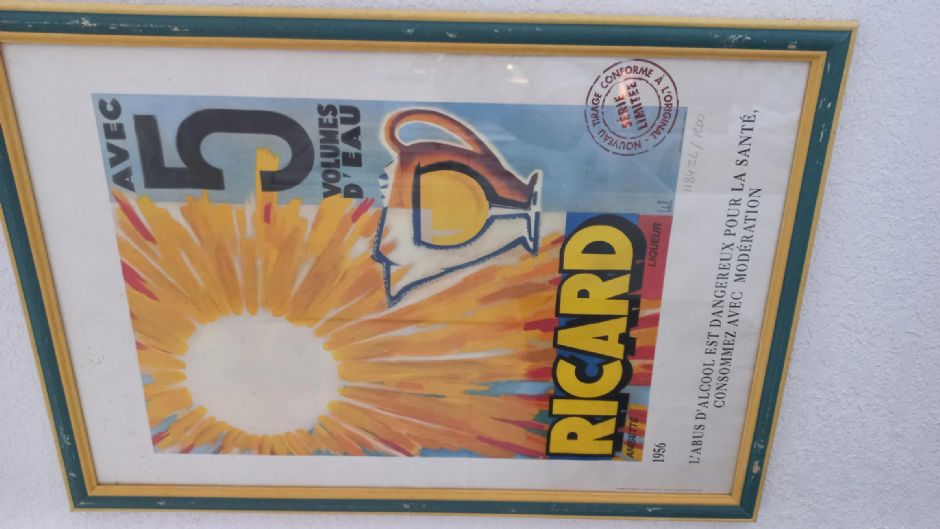 AVEC
5
VOLUMES
D'EAU
RICARD
ANISETTE
LIQUEUR
NOUVEAU TIRAGE CONFORME À L'ORIGINAL -
SÉRIE
LIMITÉE
1956
L'ABUS D'ALCOOL EST DANGEREUX POUR LA SANTÉ,
CONSOMMEZ AVEC MODÉRATION